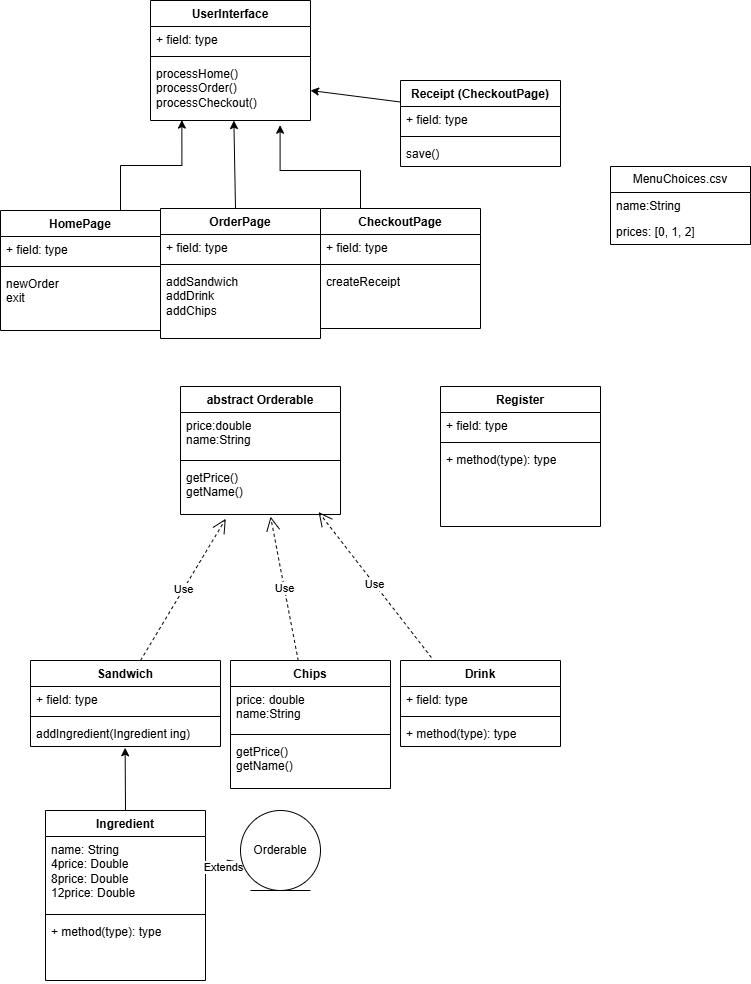 UserInterface
+ field: type
processHome()
processOrder()
processCheckout()
Receipt (CheckoutPage)
+ field: type
save()
MenuChoices.csv
name:String
prices: [0, 1, 2]
HomePage
+ field: type
newOrder
exit
OrderPage
+ field: type
addSandwich
addDrink
addChips
CheckoutPage
+ field: type
createReceipt
abstract Orderable
price:double
name:String
getPrice()
getName()
Register
+ field: type
+ method(type): type
Use
Use
Use
Sandwich
+ field: type
addIngredient(Ingredient ing)
Chips
price: double
name:String
getPrice()
getName()
Drink
+ field: type
+ method(type): type
Ingredient
name: String
4price: Double
8price: Double
12price: Double
+ method(type): type
Extends
Orderable